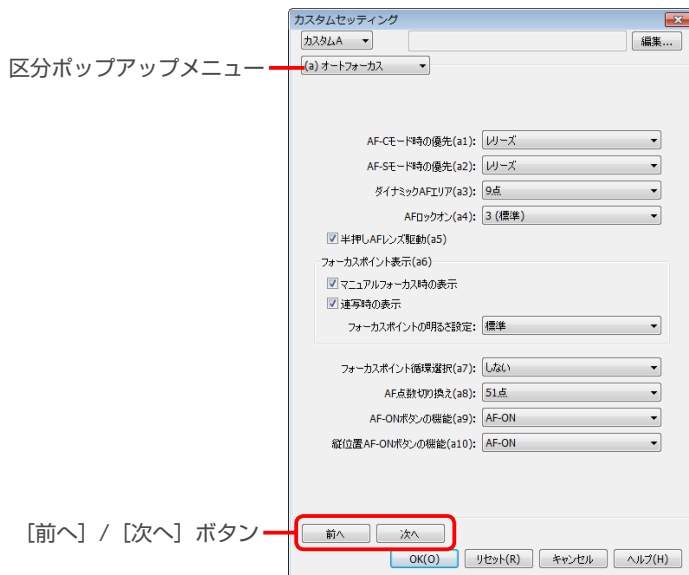 カスタムセッティング
カスタムA
編集...
区分ポップアップメニュー
(a) オートフォーカス
AF-Cモード時の優先(a1): レリーズ
AF-Sモード時の優先(a2): レリーズ
ダイナミックAFエリア(a3): 9点
AFロックオン(a4): 3 (標準)
半押しAFレンズ駆動(a5)
フォーカスポイント表示(a6)
マニュアルフォーカス時の表示
連写時の表示
フォーカスポイントの明るさ設定: 標準
フォーカスポイント循環選択(a7): しない
AF点数切り換え(a8): 51点
AF-ONボタンの機能(a9): AF-ON
縦位置AF-ONボタンの機能(a10): AF-ON
［前へ］/［次へ］ボタン
前へ 次へ
OK(O) リセット(R) キャンセル ヘルプ(H)